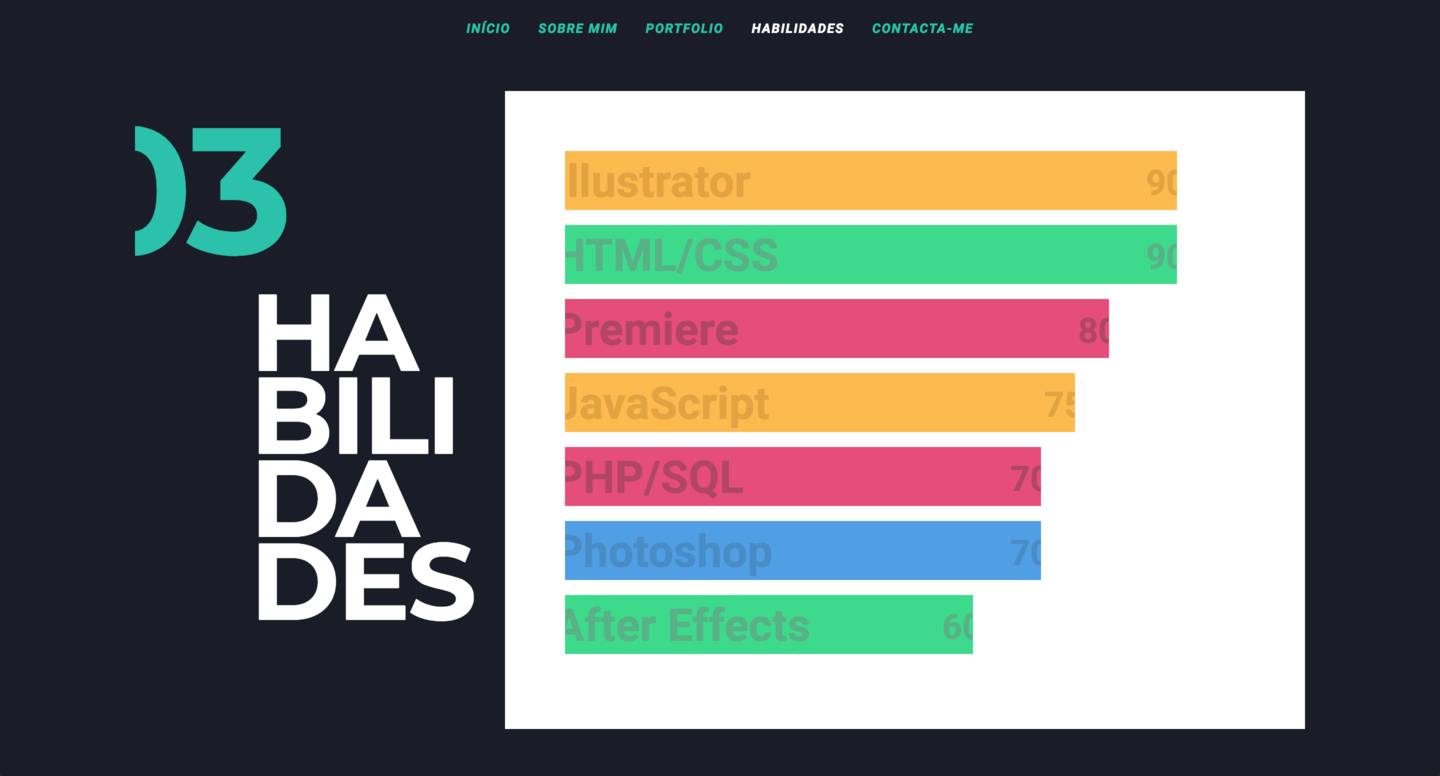 INÍCIO SOBRE MIM PORTFOLIO HABILIDADES CONTACTA-ME
03
HA
BILI
DA
DES
Illustrator 90
HTML/CSS 90
Premiere 80
JavaScript 75
PHP/SQL 70
Photoshop 70
After Effects 60